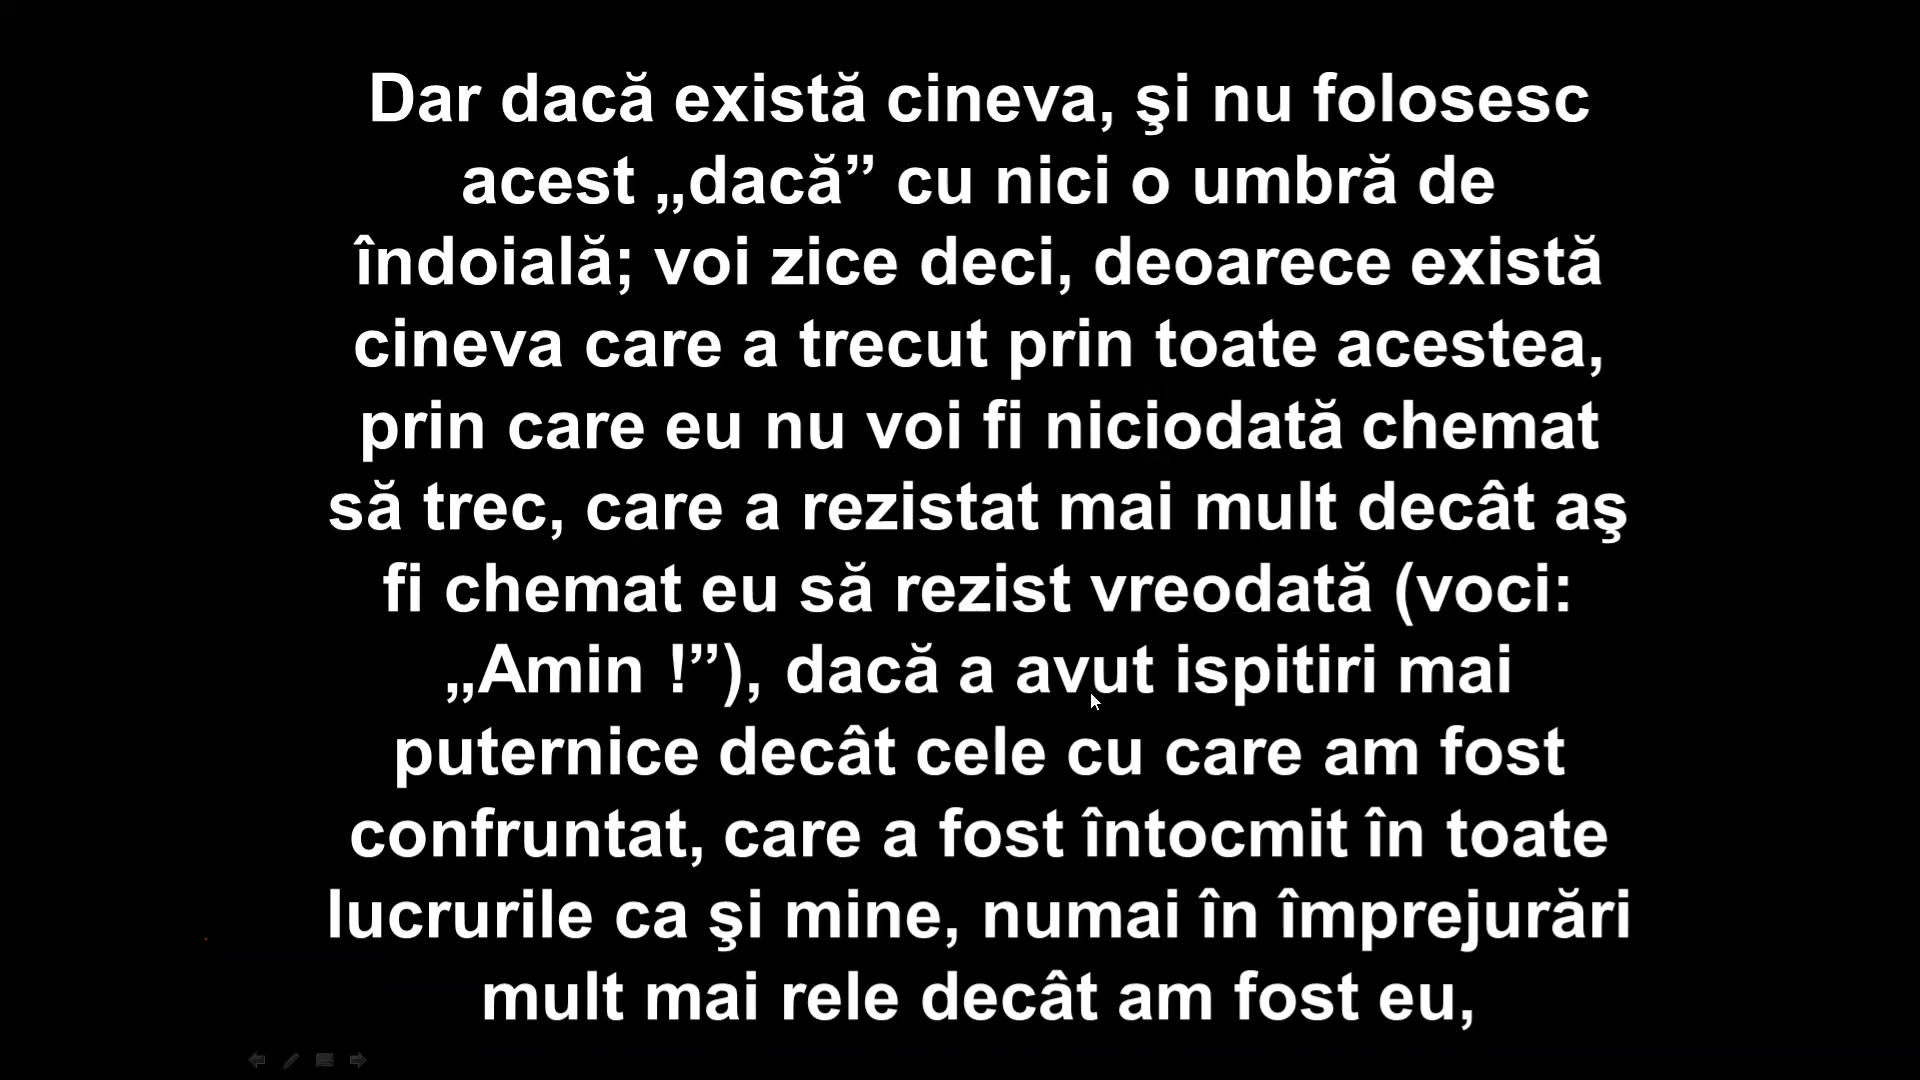 Dar dacă există cineva, şi nu folosesc
acest „dacă” cu nici o umbră de
îndoială; voi zice deci, deoarece există
cineva care a trecut prin toate acestea,
prin care eu nu voi fi niciodată chemat
să trec, care a rezistat mai mult decât aş
fi chemat eu să rezist vreodată (voci:
„Amin !”), dacă a avut ispitiri mai
puternice decât cele cu care am fost
confruntat, care a fost întocmit în toate
lucrurile ca şi mine, numai în împrejurări
mult mai rele decât am fost eu,